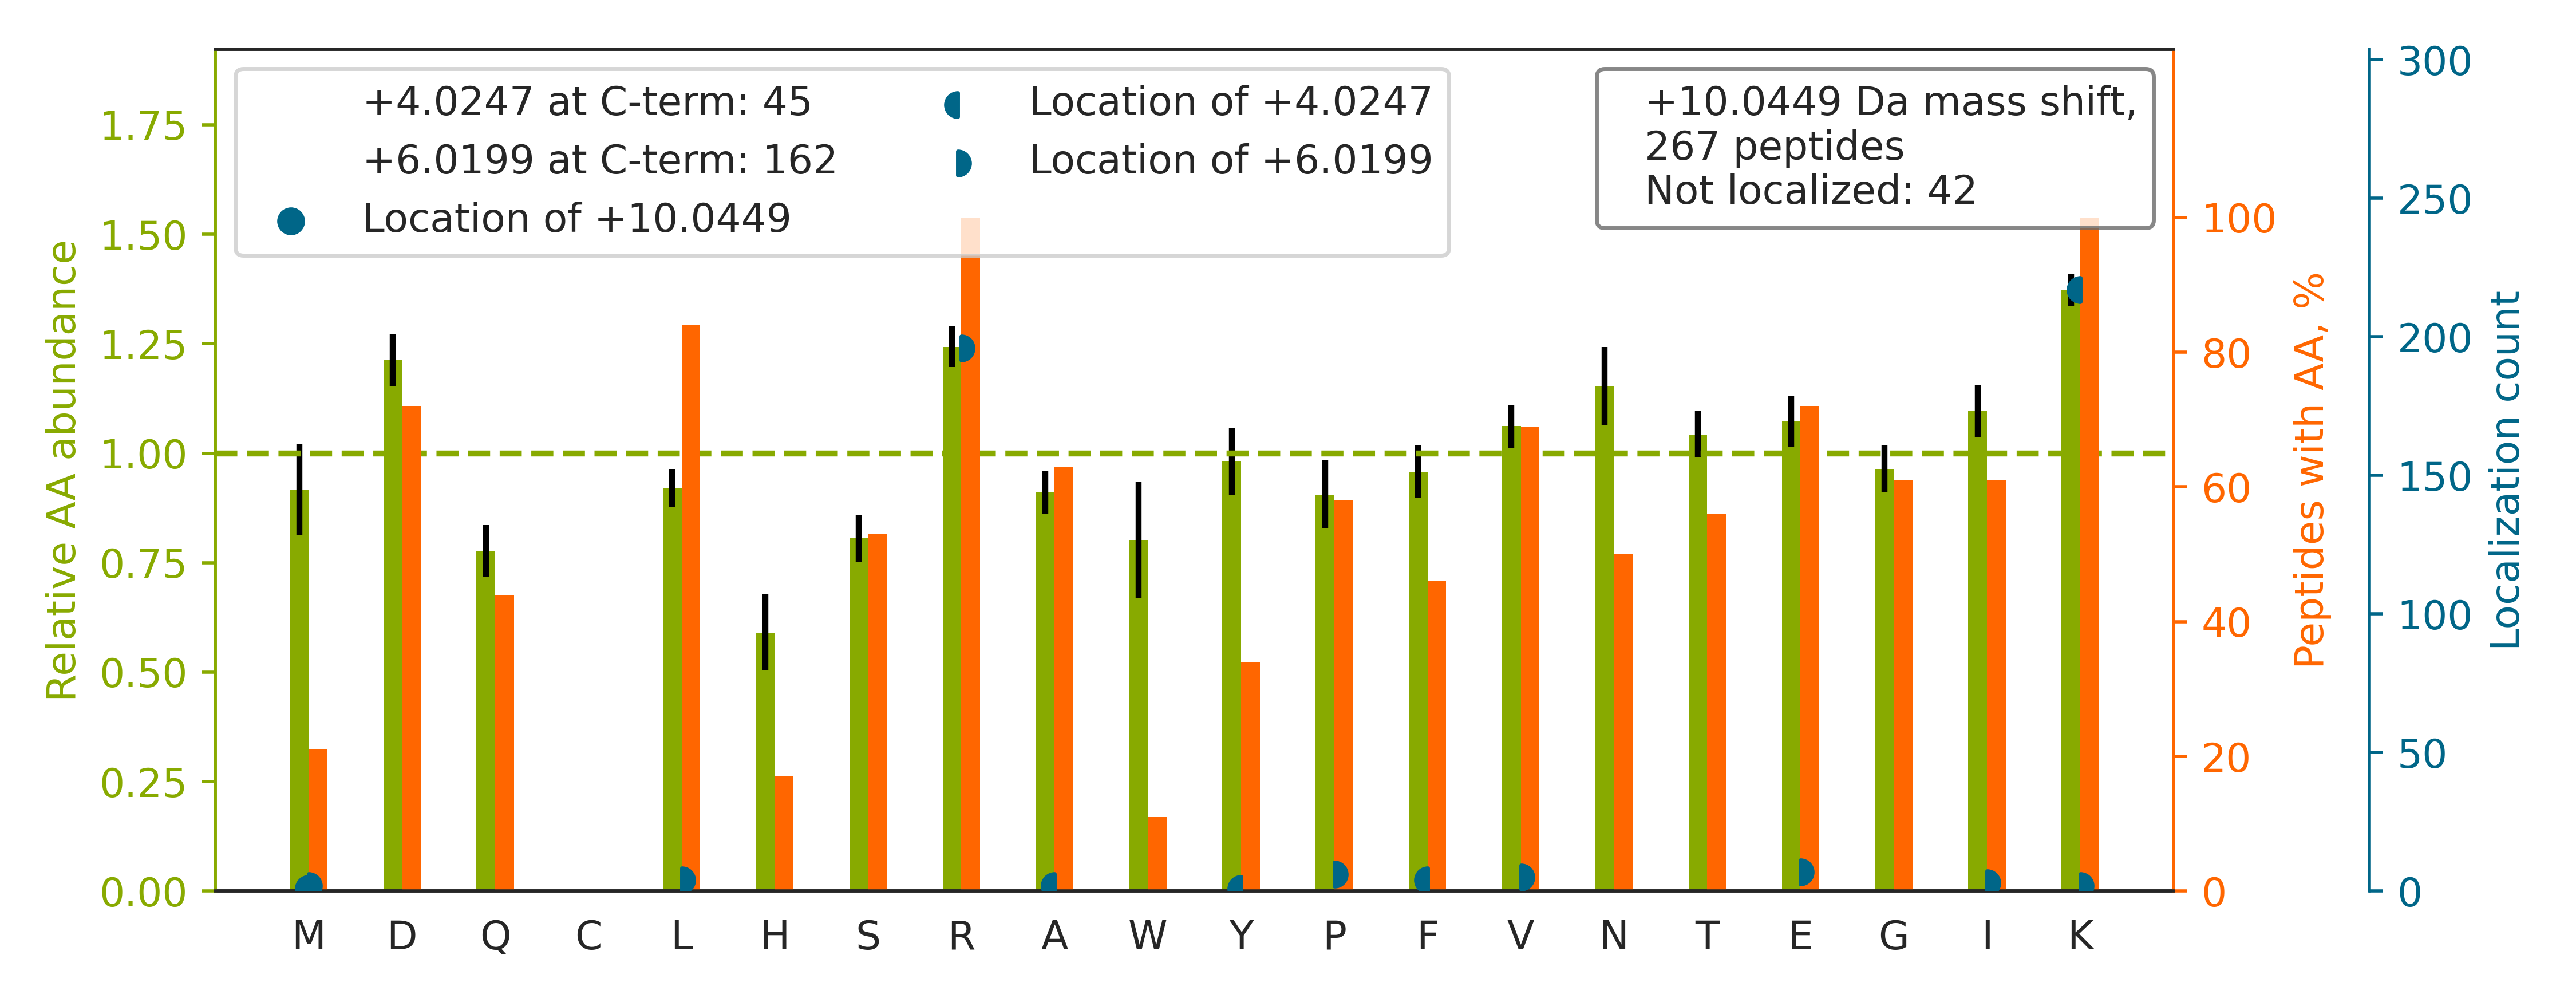 +4.0247 at C-term: 45
+6.0199 at C-term: 162
Location of +10.0449
Location of +4.0247
Location of +6.0199
+10.0449 Da mass shift,
267 peptides
Not localized: 42
Relative AA abundance
1.75
1.50
1.25
1.00
0.75
0.50
0.25
0.00
M D Q C L H S R A W Y P F V N T E G I K
100
80
60
40
20
0
Peptides with AA, %
300
250
200
150
100
50
0
Localization count